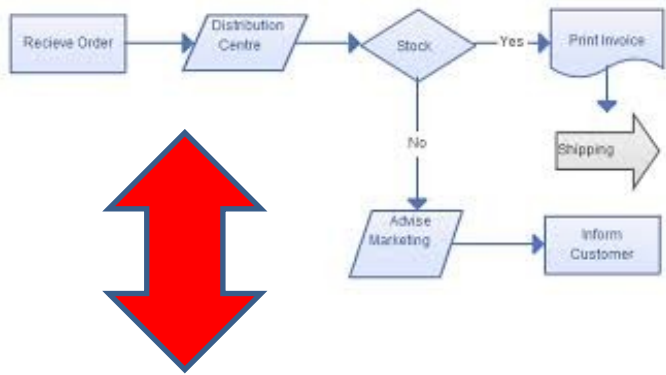 Recieve Order
Distribution
Centre
Stock
Yes
Print Invoice
Shipping
No
Advise
Marketing
Inform
Customer